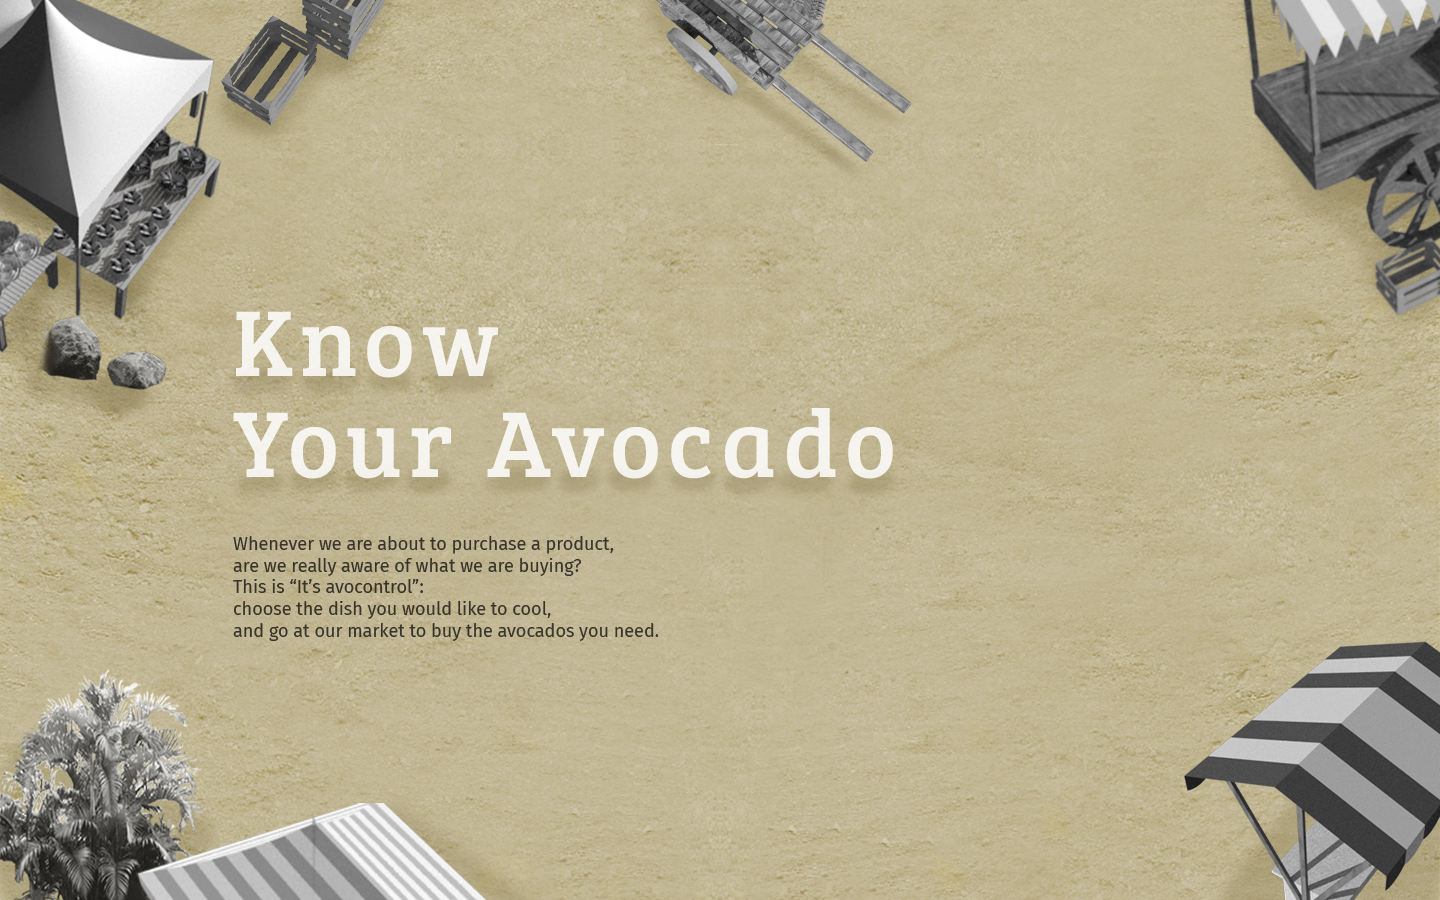 Know
Your Avocado
Whenever we are about to purchase a product,
are we really aware of what we are buying?
This is “It’s avocontrol”:
choose the dish you would like to cool,
and go at our market to buy the avocados you need.